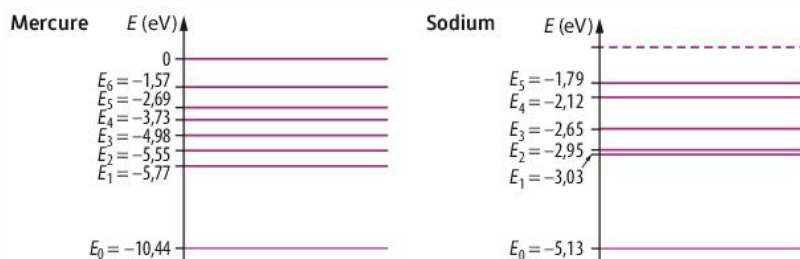 Mercure E (eV)
0
E₆ = −1,57
E₅ = −2,69
E₄ = −3,73
E₃ = −4,98
E₂ = −5,55
E₁ = −5,77
E₀ = −10,44
Sodium E (eV)
E₅ = −1,79
E₄ = −2,12
E₃ = −2,65
E₂ = −2,95
E₁ = −3,03
E₀ = −5,13